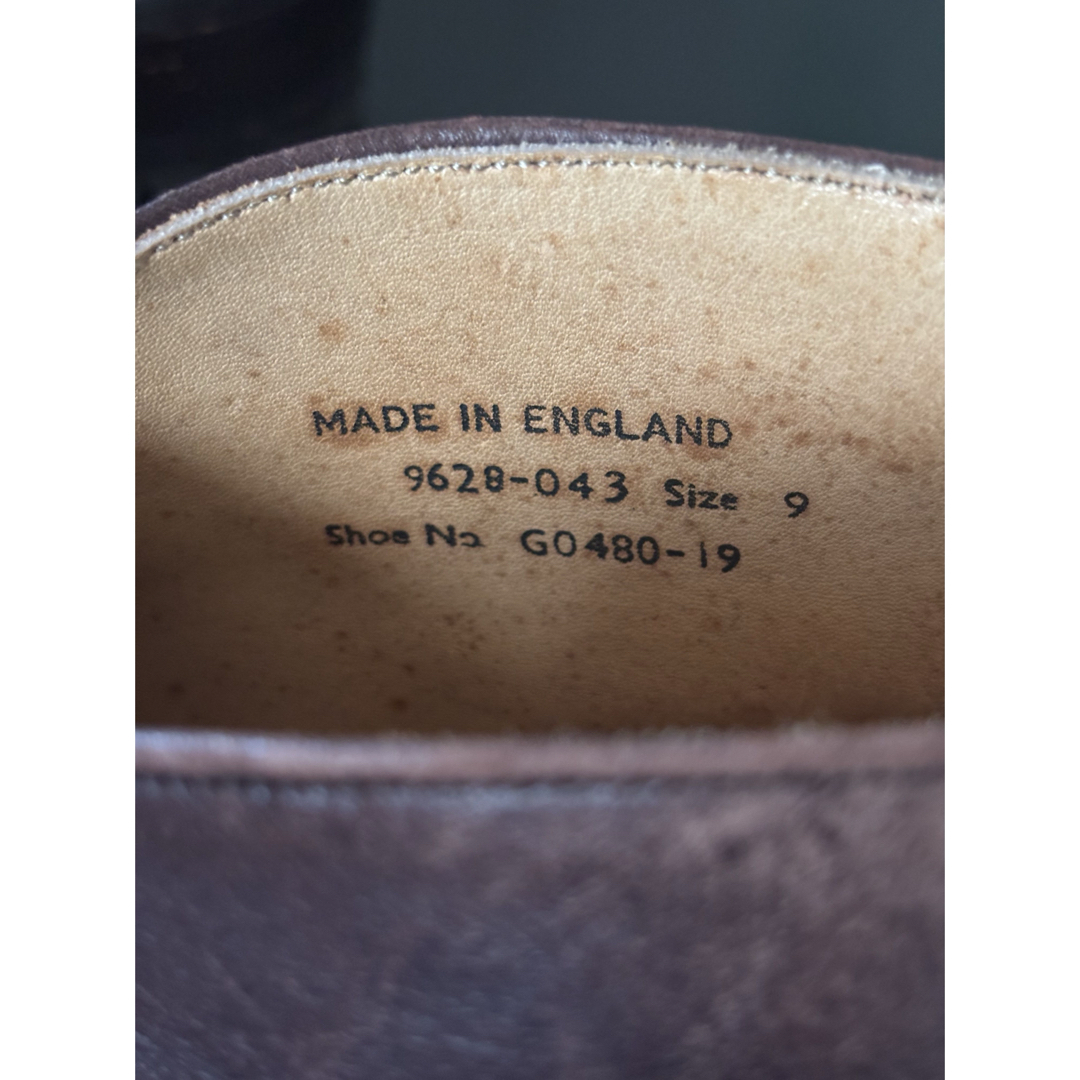 MADE IN ENGLAND
9628-043 Size 9
Shoe No G0480-19